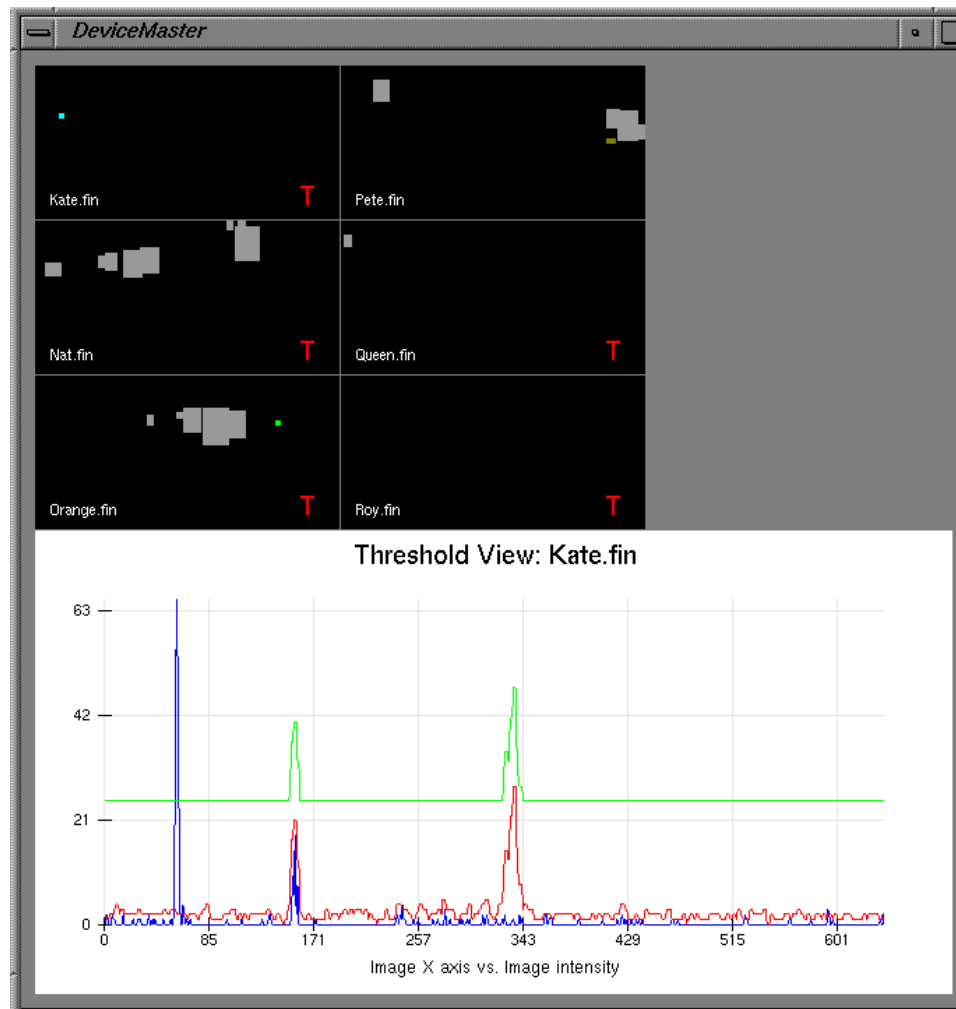 DeviceMaster
Kate.fin T
Pete.fin
Nat.fin T
Queen.fin T
Orange.fin T
Roy.fin T
Threshold View: Kate.fin
63
42
21
0
0 85 171 257 343 429 515 601
Image X axis vs. Image intensity